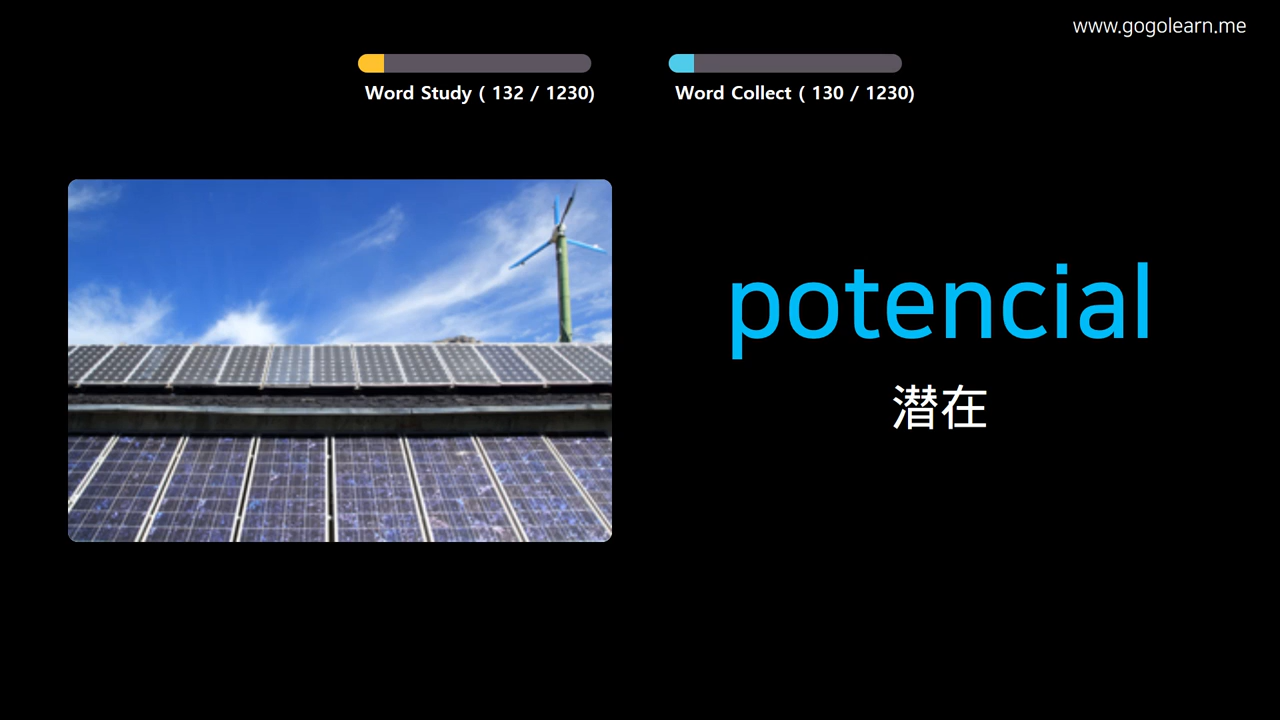 www.gogolearn.me
Word Study ( 132 / 1230)
Word Collect ( 130 / 1230)
potencial
潜在